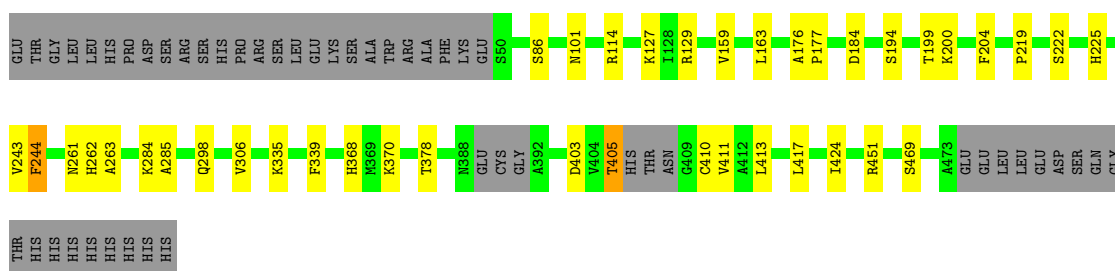 GLU THR GLY LEU LEU HIS PRO ASP SER ARG SER SER HIS PRO ARG SER LEU GLU LYS SER ALA TRP ARG ALA PHE LYS GLU S50 S86 N101 R114 K127 I128 R129 V159 L163 A176 P177 D184 S194 T199 K200 F204 P219 S222 H225
V243 F244 N261 H262 A263 K284 A285 Q298 V306 K335 F339 H368 M369 K370 T378 N388 GLU CYS GLY A392 D403 V404 T405 HIS THR ASN G409 C410 V411 A412 L413 L417 I424 R451 S469 A473 GLU GLU LEU LEU GLU ASP SER GLN GLY
THR HIS HIS HIS HIS HIS HIS HIS